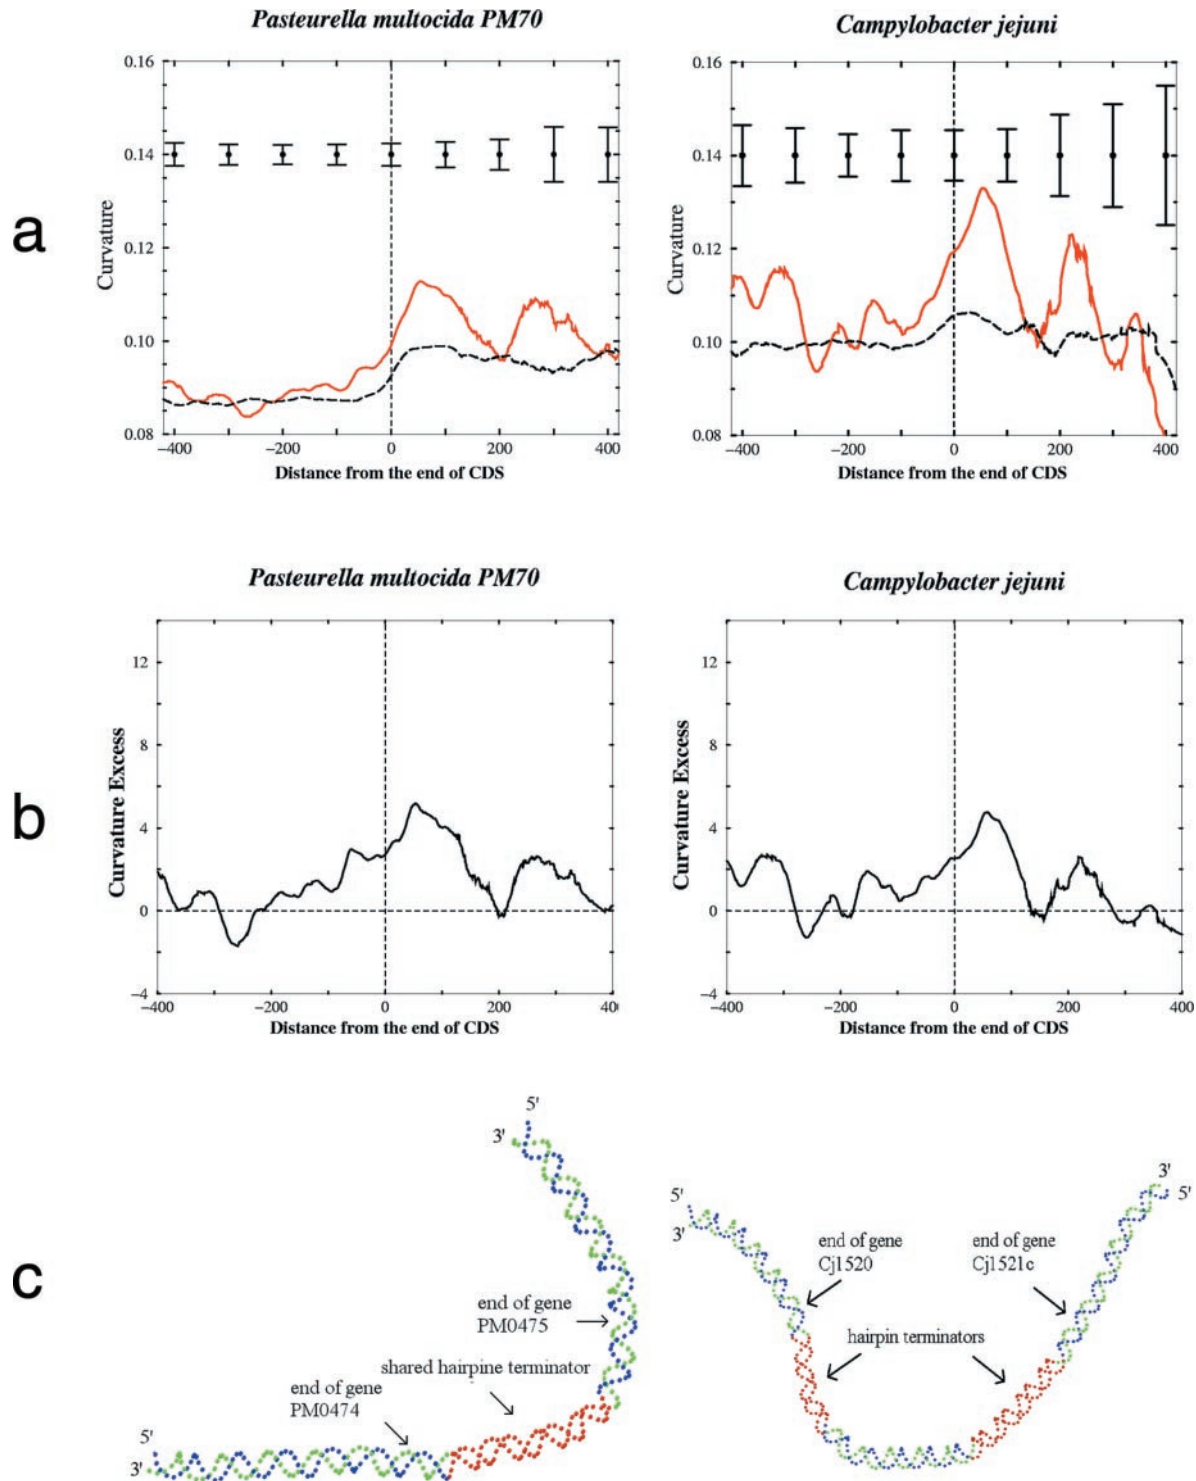 a
Pasteurella multocida PM70
Campylobacter jejuni
Curvature
0.16
0.14
0.12
0.10
0.08
−400 −200 0 200 400
Distance from the end of CDS
Curvature
0.16
0.14
0.12
0.10
0.08
−400 −200 0 200 400
Distance from the end of CDS
b
Pasteurella multocida PM70
Campylobacter jejuni
Curvature Excess
12
8
4
0
−4
−400 −200 0 200 400
Distance from the end of CDS
Curvature Excess
12
8
4
0
−4
−400 −200 0 200 400
Distance from the end of CDS
c
5'
3'
end of gene
PM0475
shared hairpine terminator
end of gene
PM0474
5'
3'
5'
3'
end of gene
Cj1520
end of gene
Cj1521c
hairpin terminators
3'
5'